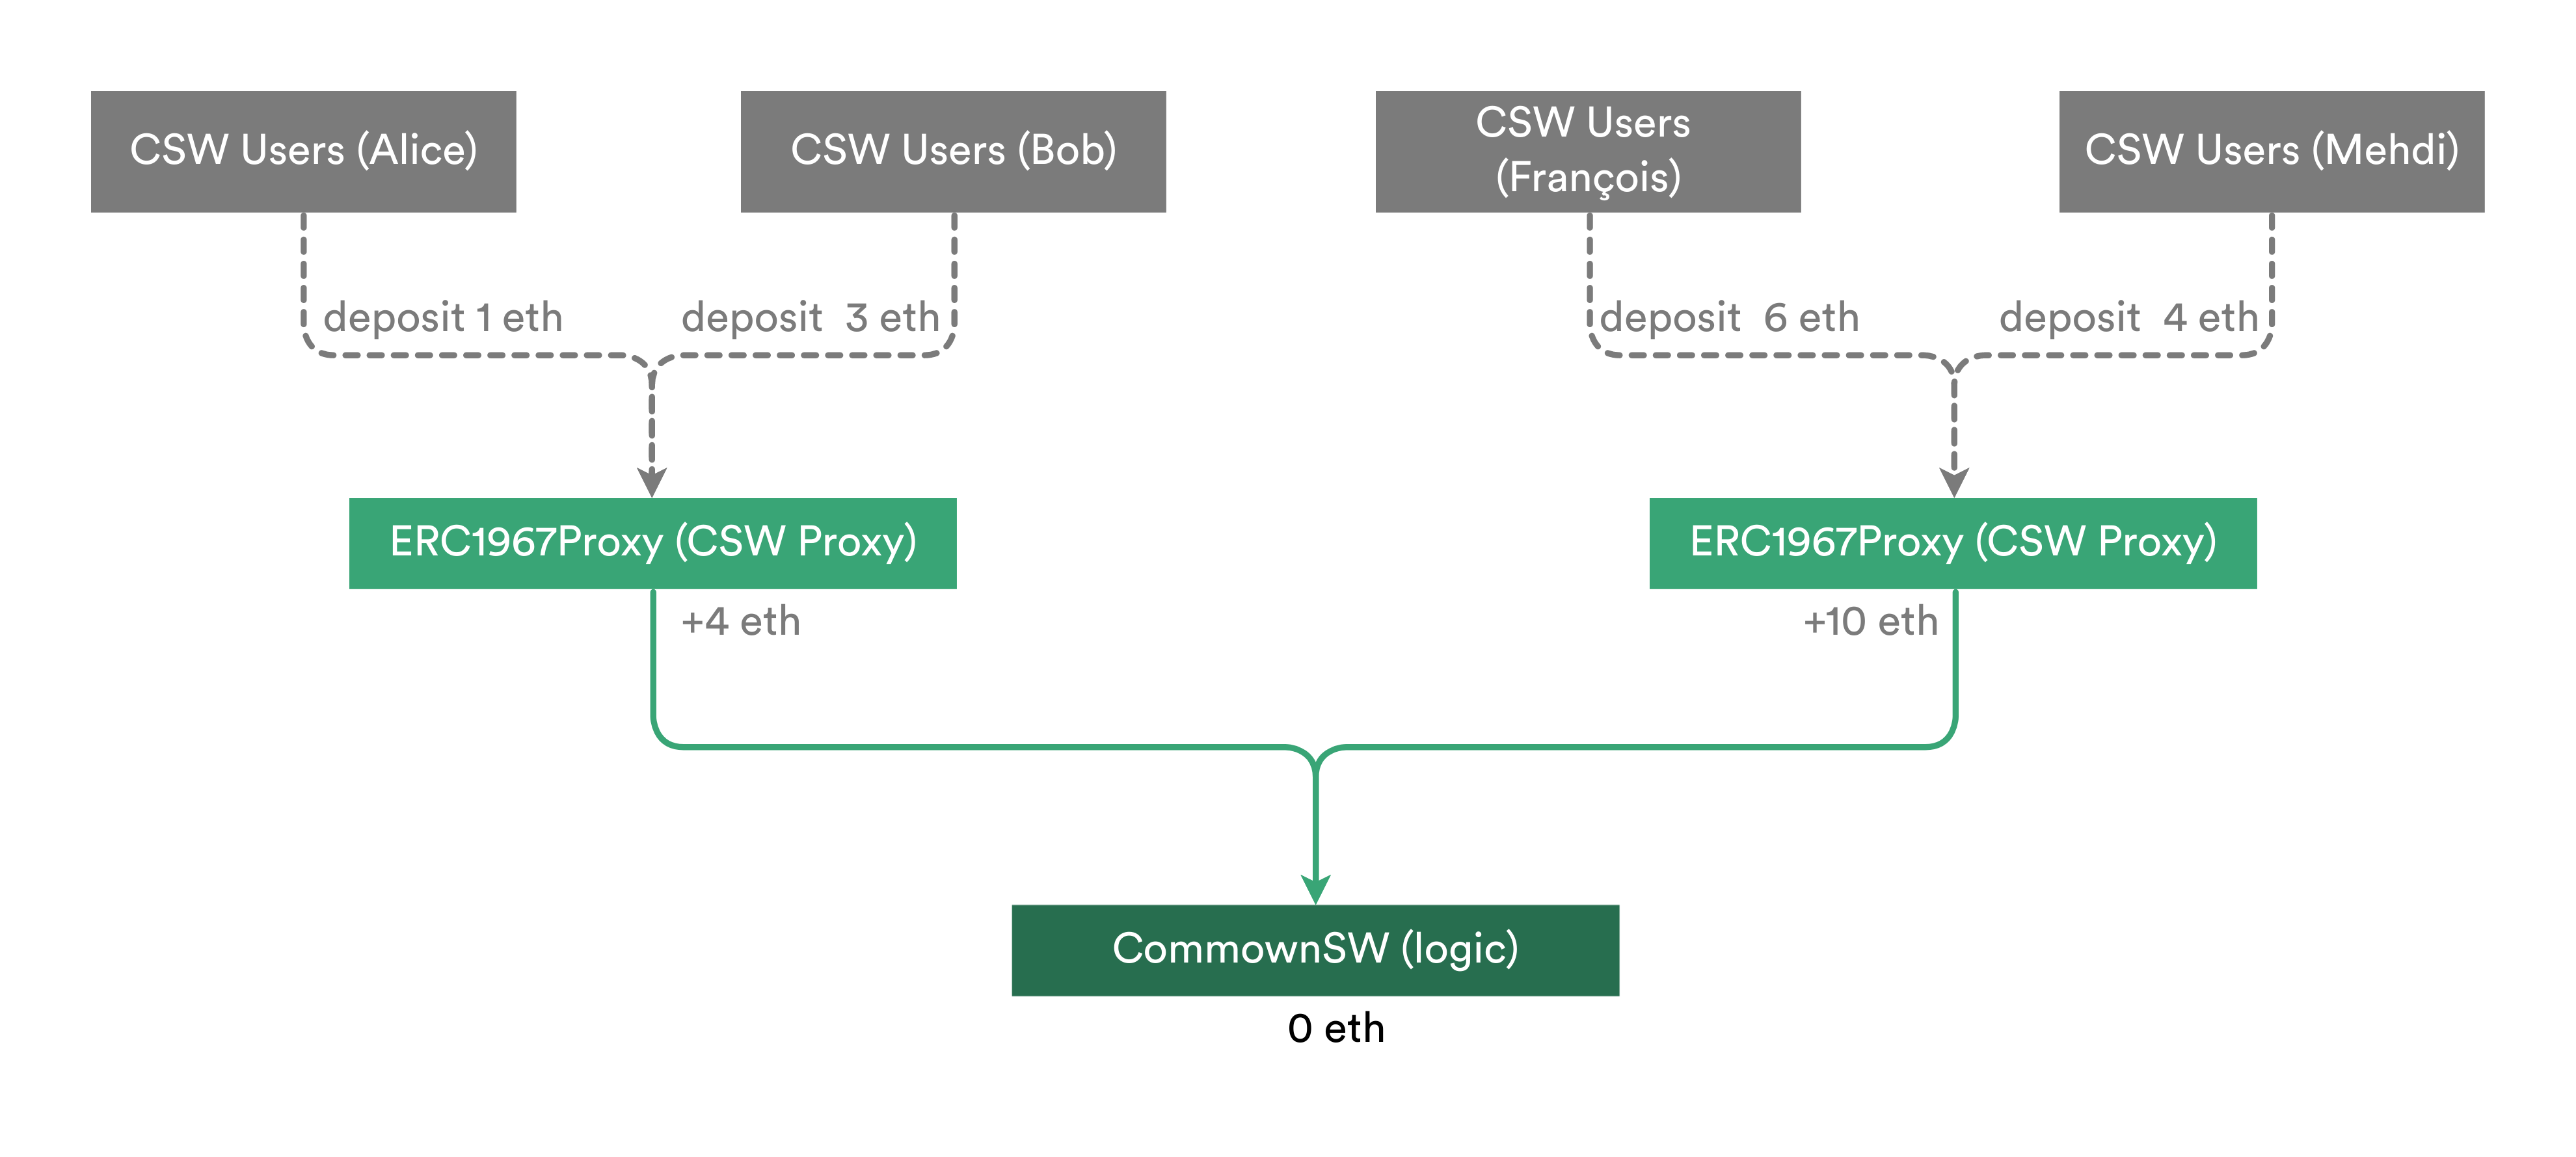 CSW Users (Alice)
CSW Users (Bob)
CSW Users
(François)
CSW Users (Mehdi)
deposit 1 eth
deposit  3 eth
deposit  6 eth
deposit  4 eth
ERC1967Proxy (CSW Proxy)
ERC1967Proxy (CSW Proxy)
+4 eth
+10 eth
CommownSW (logic)
0 eth